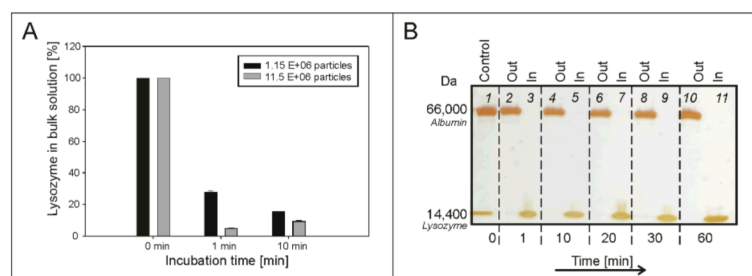 A
Lysozyme in bulk solution [%]
120
100
80
60
40
20
0
1.15 E+06 particles
11.5 E+06 particles
0 min
1 min
10 min
Incubation time [min]
B
Da
Control
Out
In
Out
In
Out
In
Out
In
Out
In
1 2 3 4 5 6 7 8 9 10 11
66,000
Albumin
14,400
Lysozyme
0 1 10 20 30 60
Time [min]